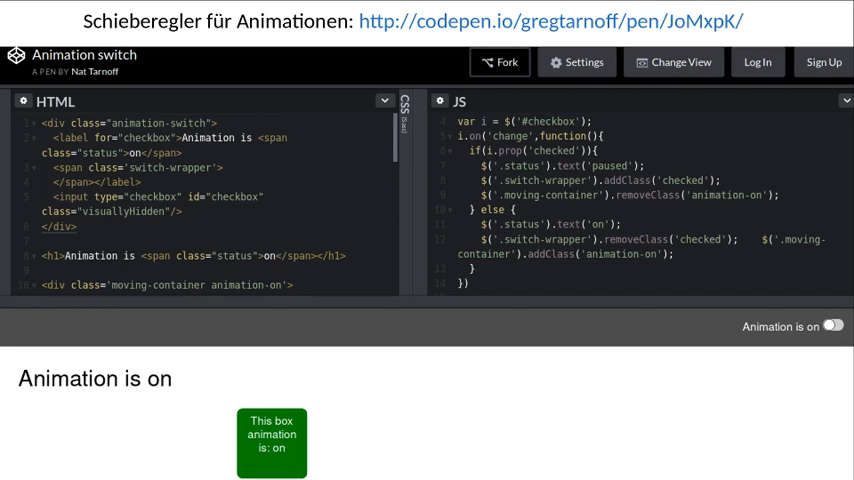 Schieberegler für Animationen: http://codepen.io/gregtarnoff/pen/JoMxpK/
Animation switch
A PEN BY Nat Tarnoff
Fork
Settings
Change View
Log In
Sign Up
HTML
1 <div class="animation-switch">
2 <label for="checkbox">Animation is <span
class="status">on</span>
3 <span class='switch-wrapper'>
4 </span></label>
5 <input type="checkbox" id="checkbox"
class="visuallyHidden"/>
6 </div>
7
8 <h1>Animation is <span class="status">on</span></h1>
9
10 <div class='moving-container animation-on'>
CSS
JS
4 var i = $('#checkbox');
5 i.on('change',function(){
6 if(i.prop('checked')){
7 $('.status').text('paused');
8 $('.switch-wrapper').addClass('checked');
9 $('.moving-container').removeClass('animation-on');
10 } else {
11 $('.status').text('on');
12 $('.switch-wrapper').removeClass('checked'); $('.moving-
container').addClass('animation-on');
13 }
14 })
Animation is on
Animation is on
This box
animation
is: on